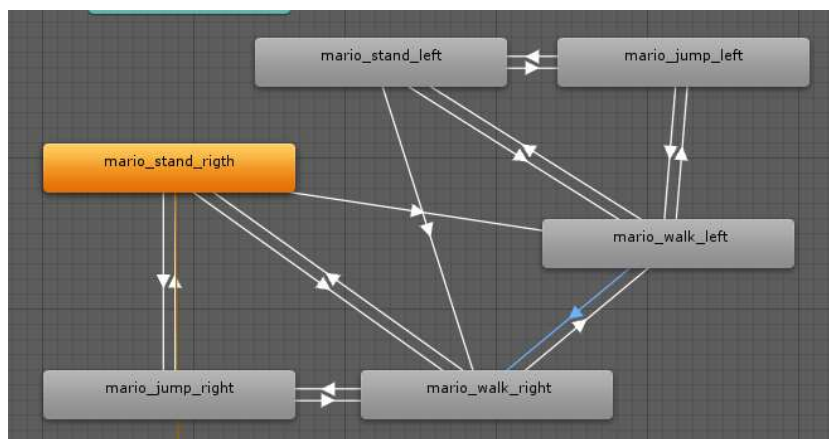 mario_stand_left
mario_jump_left
mario_stand_rigth
mario_walk_left
mario_jump_right
mario_walk_right